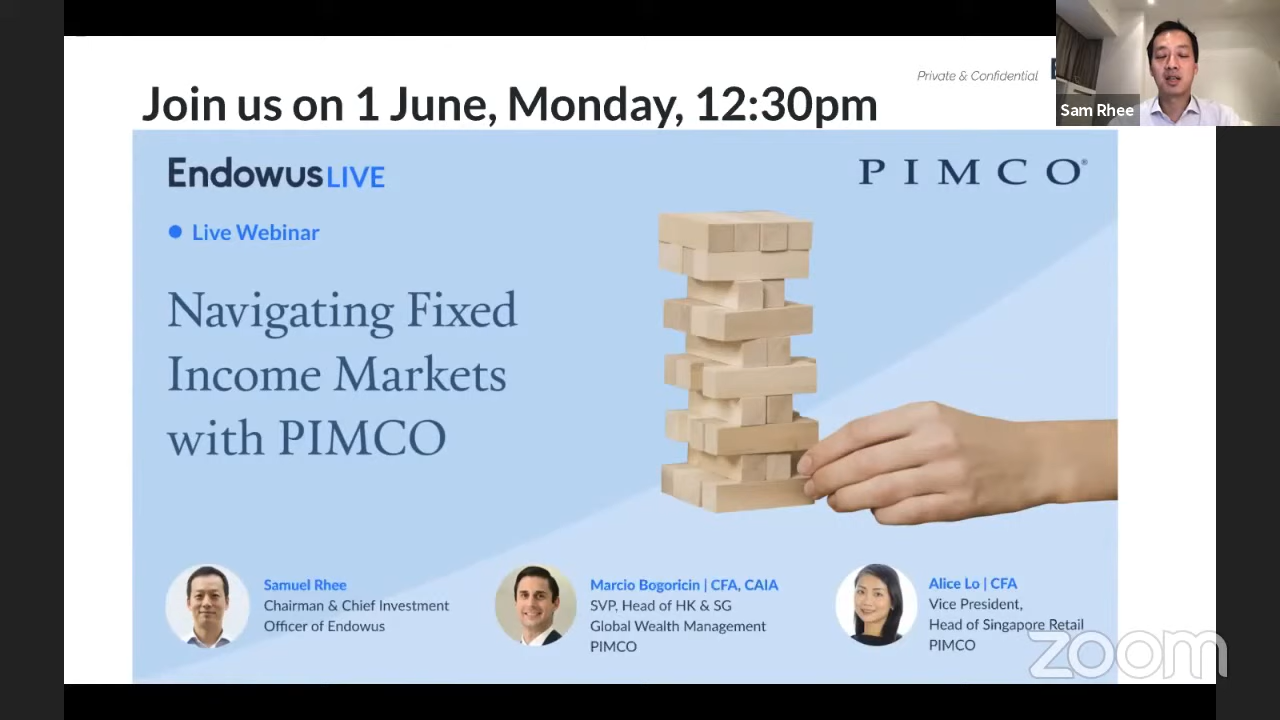 Private & Confidential
Sam Rhee
Join us on 1 June, Monday, 12:30pm
Endowus LIVE
PIMCO®
Live Webinar
Navigating Fixed
Income Markets
with PIMCO
Samuel Rhee
Chairman & Chief Investment
Officer of Endowus
Marcio Bogoricin | CFA, CAIA
SVP, Head of HK & SG
Global Wealth Management
PIMCO
Alice Lo | CFA
Vice President,
Head of Singapore Retail
PIMCO
zoom